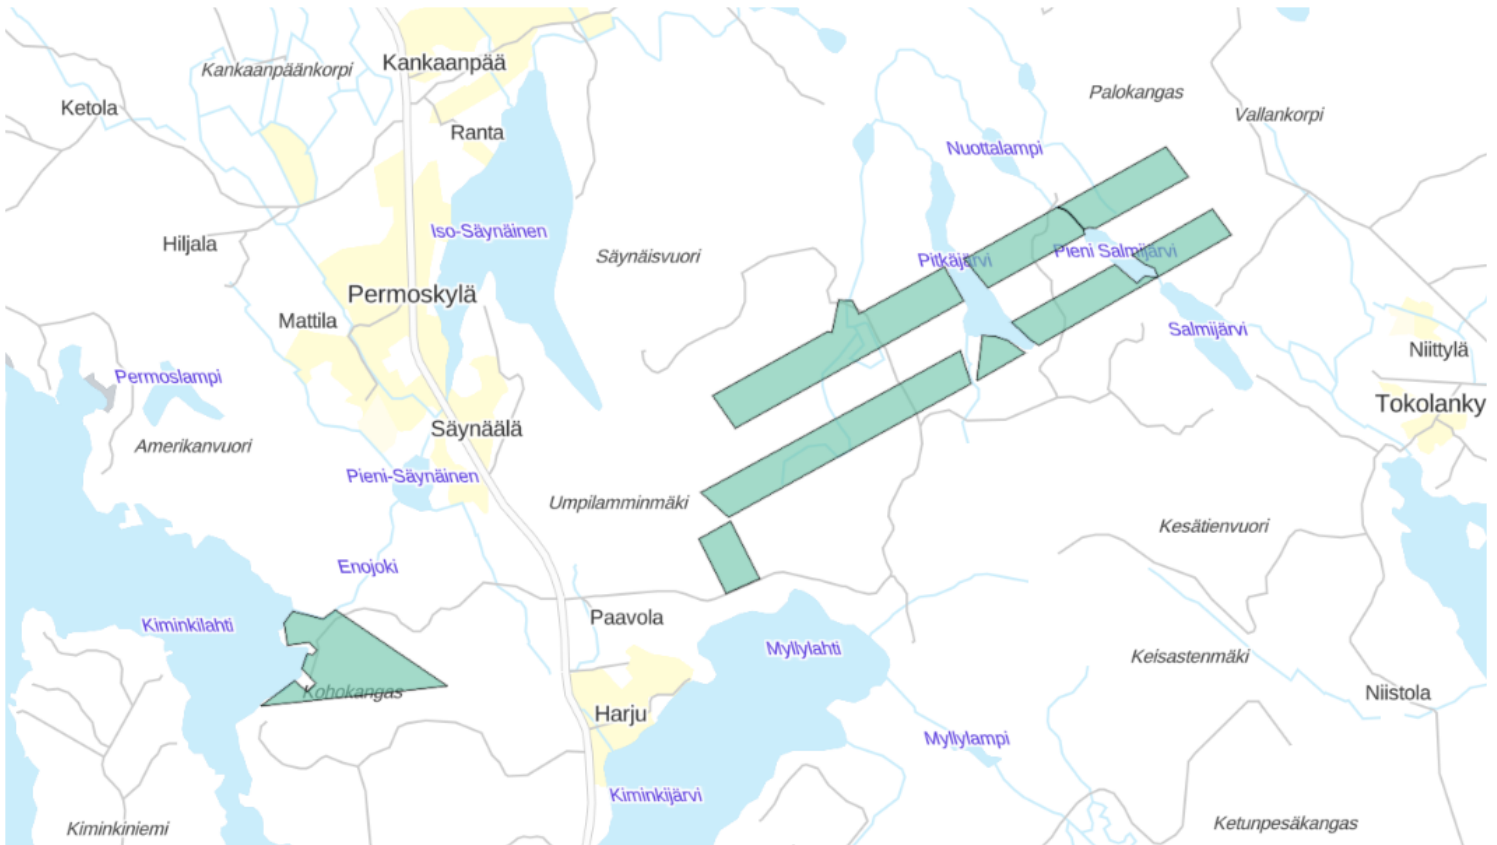 Kankaanpää
Kankaanpäänkorpi
Palokangas
Ketola
Vallankorpi
Ranta
Nuottalampi
Iso-Säynäinen
Hiljala
Säynäisvuori
Pitkäjärvi
Pieni Salmijärvi
Permoskylä
Mattila
Salmijärvi
Niittylä
Permoslampi
Tokolanky
Säynäälä
Amerikanvuori
Pieni-Säynäinen
Umpilamminmäki
Kesätienvuori
Enojoki
Paavola
Kiminkilahti
Myllylahti
Keisastenmäki
Kohokangas
Niistola
Harju
Myllylampi
Kiminkijärvi
Kiminkiniemi
Ketunpesäkangas